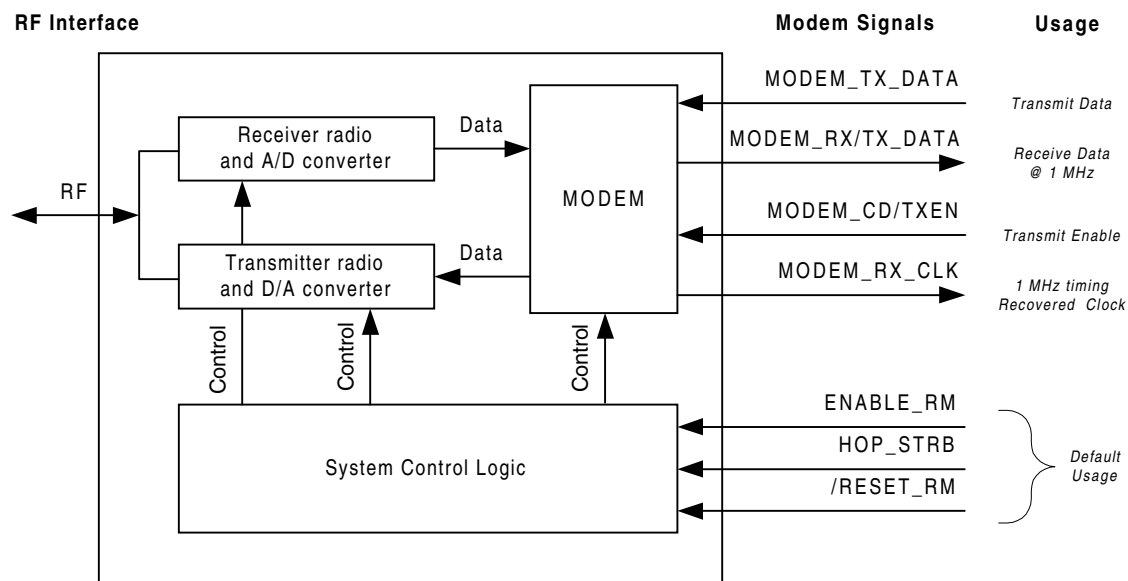 RF Interface
Modem Signals
Usage
MODEM_TX_DATA
Transmit Data
Receiver radio
and A/D converter
Data
MODEM_RX/TX_DATA
Receive Data
@ 1 MHz
RF
MODEM
MODEM_CD/TXEN
Transmit Enable
Transmitter radio
and D/A converter
Data
MODEM_RX_CLK
1 MHz timing
Recovered Clock
Control
Control
Control
System Control Logic
ENABLE_RM
HOP_STRB
/RESET_RM
Default
Usage